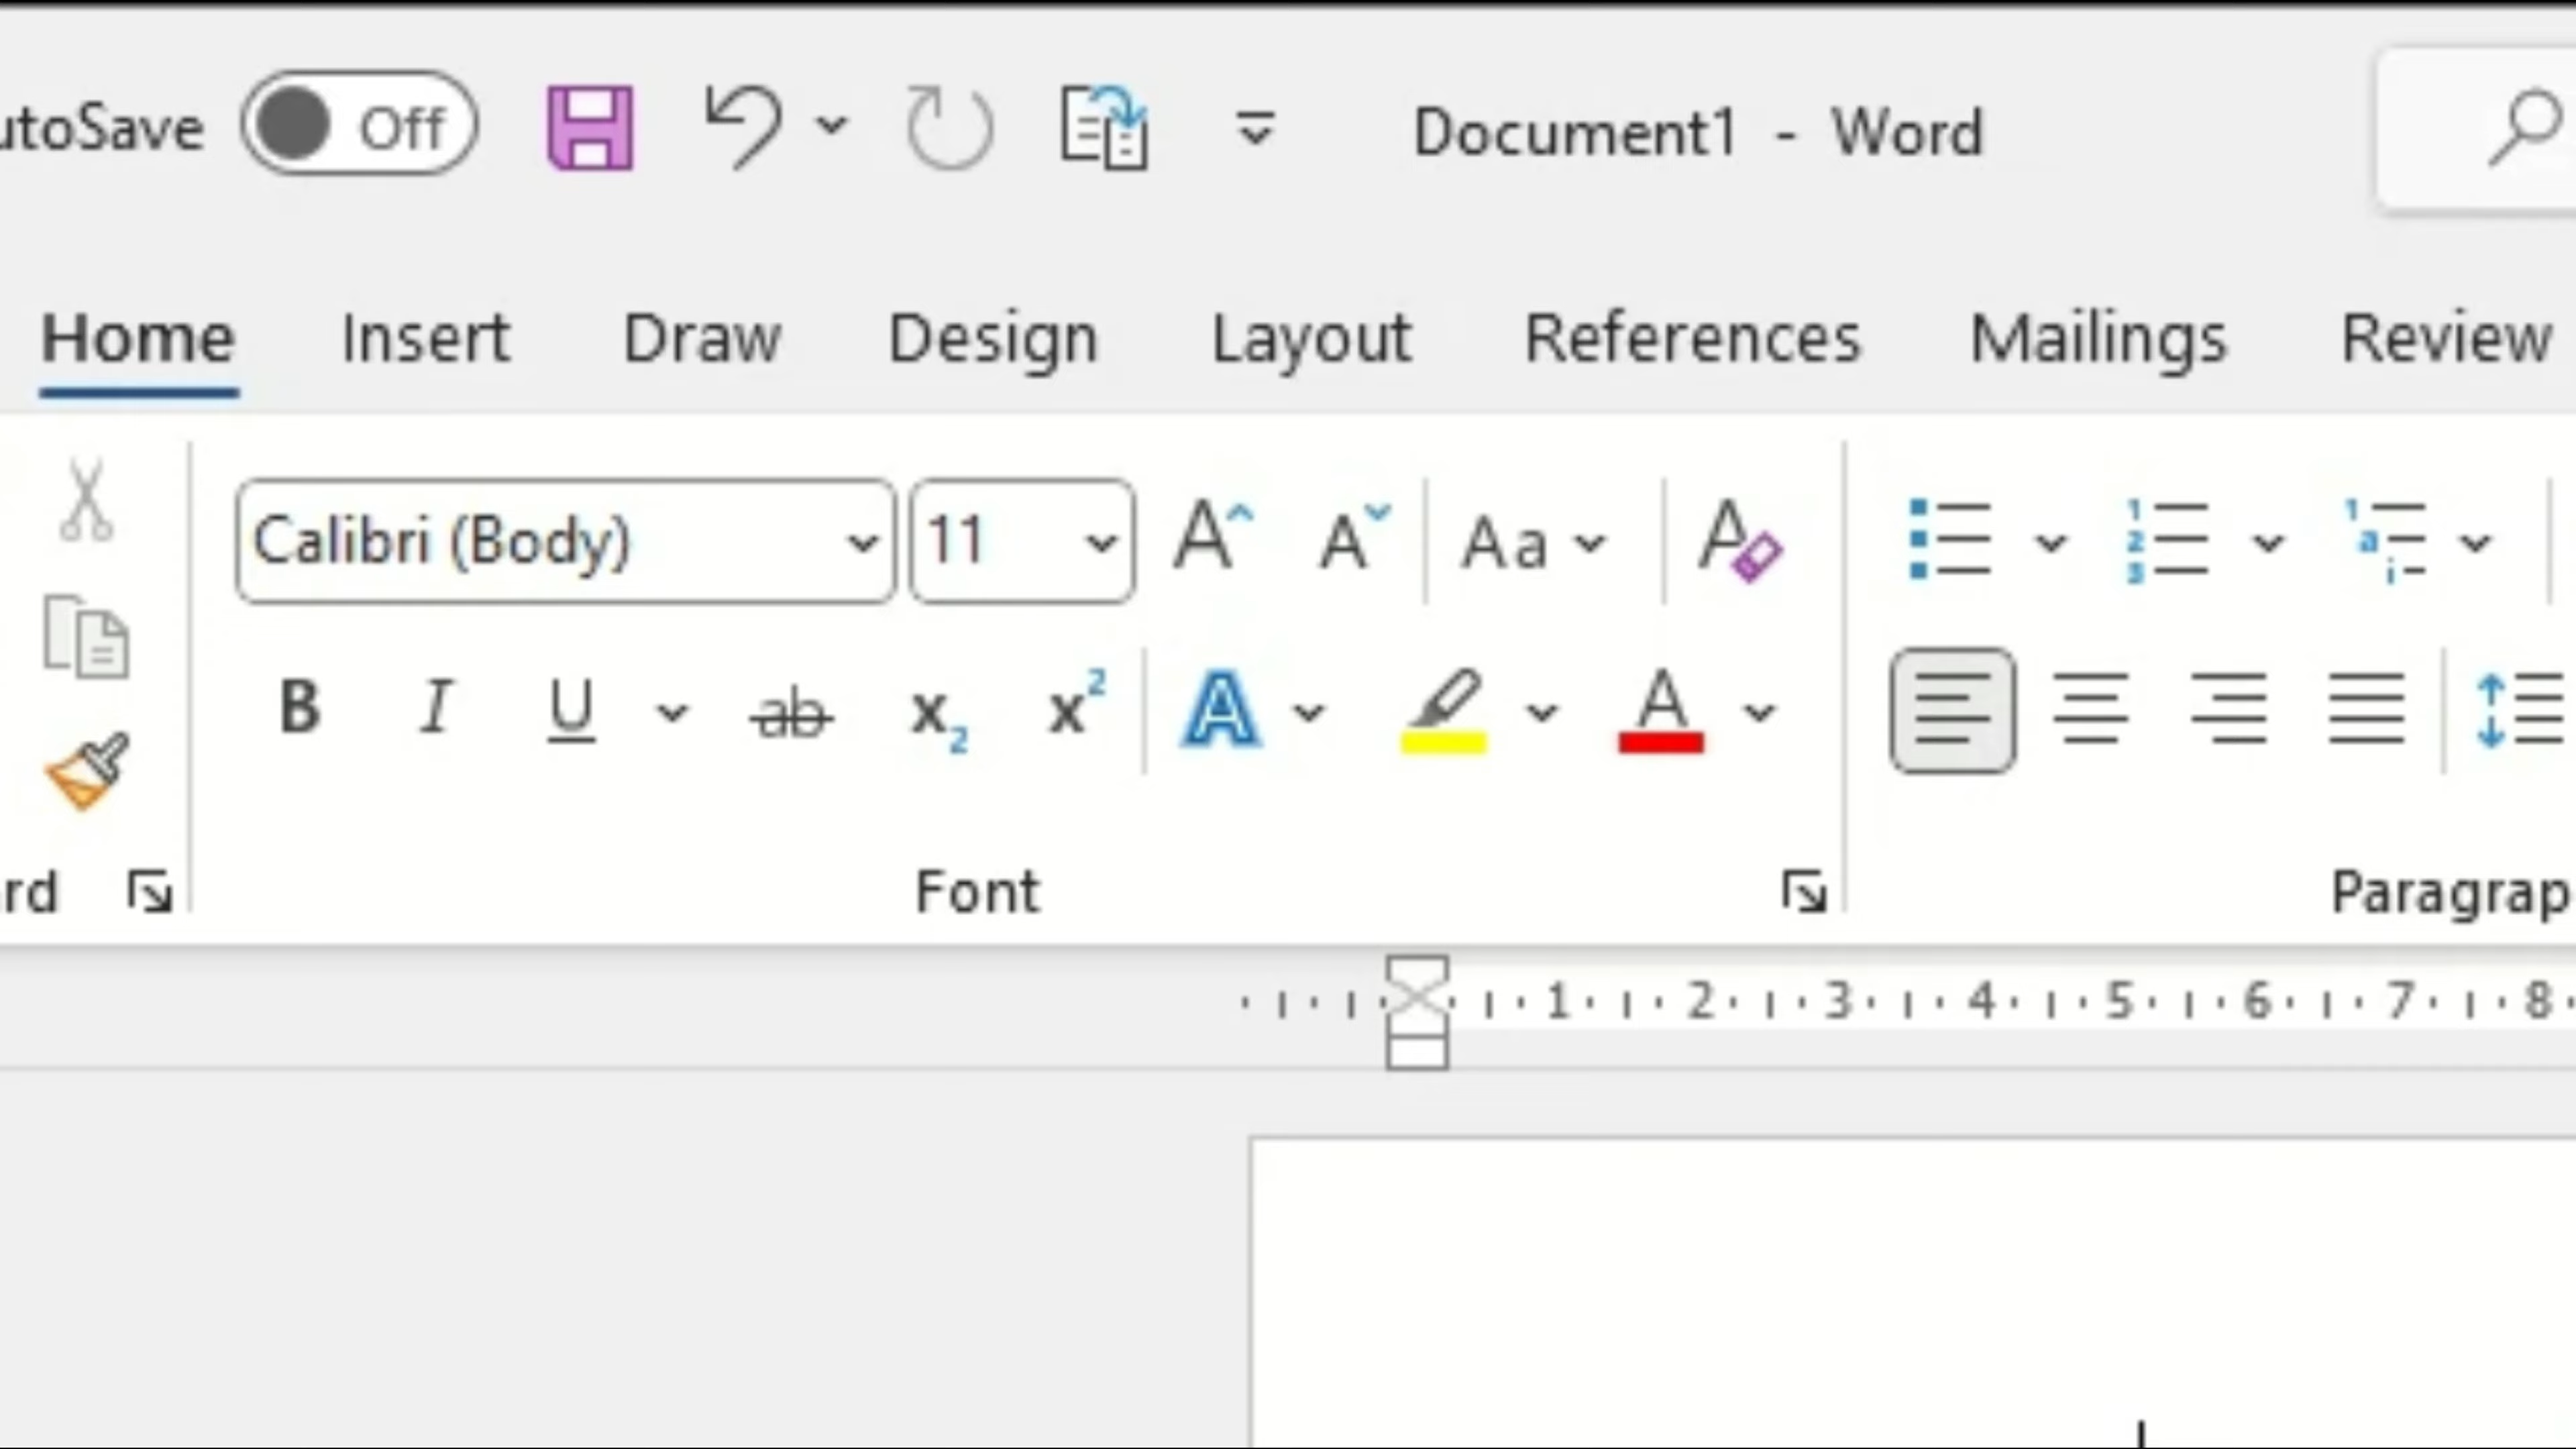 utoSave Off Document1 - Word
Home Insert Draw Design Layout References Mailings Review
Calibri (Body) 11 A A Aa A
B I U ab x2 x2 A A
rd Font Paragrap
1 2 3 4 5 6 7 8